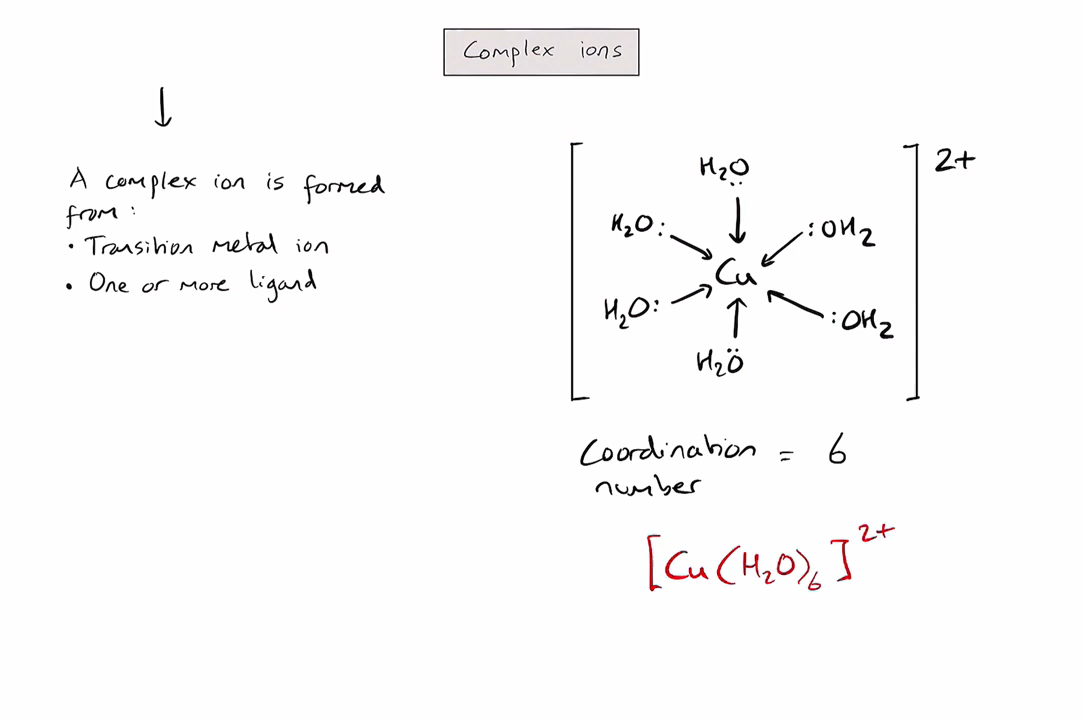 Complex ions
A complex ion is formed
from:
• Transition metal ion
• One or more ligand
2+
H₂O:
H₂O: :OH₂
Cu
H₂O: :OH₂
H₂Ö
Coordination = 6
number
[Cu(H₂O)₆]²⁺